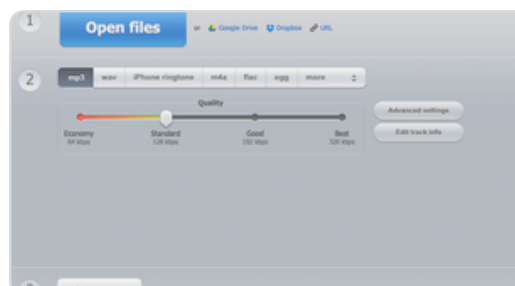 1
Open files or Google Drive Dropbox URL
2
mp3 wav iPhone ringtone m4a flac ogg more
Quality
Economy Standard Good Best
64 kbps 128 kbps 192 kbps 320 kbps
Advanced settings
Edit track info